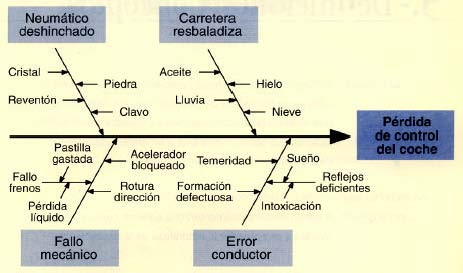 Neumático
deshinchado
Carretera
resbaladiza
Cristal
Piedra
Reventón
Clavo
Aceite
Hielo
Lluvia
Nieve
Pérdida
de control
del coche
Pastilla
gastada
Acelerador
bloqueado
Fallo
frenos
Rotura
dirección
Pérdida
líquido
Temeridad
Sueño
Formación
defectuosa
Reflejos
deficientes
Intoxicación
Fallo
mecánico
Error
conductor